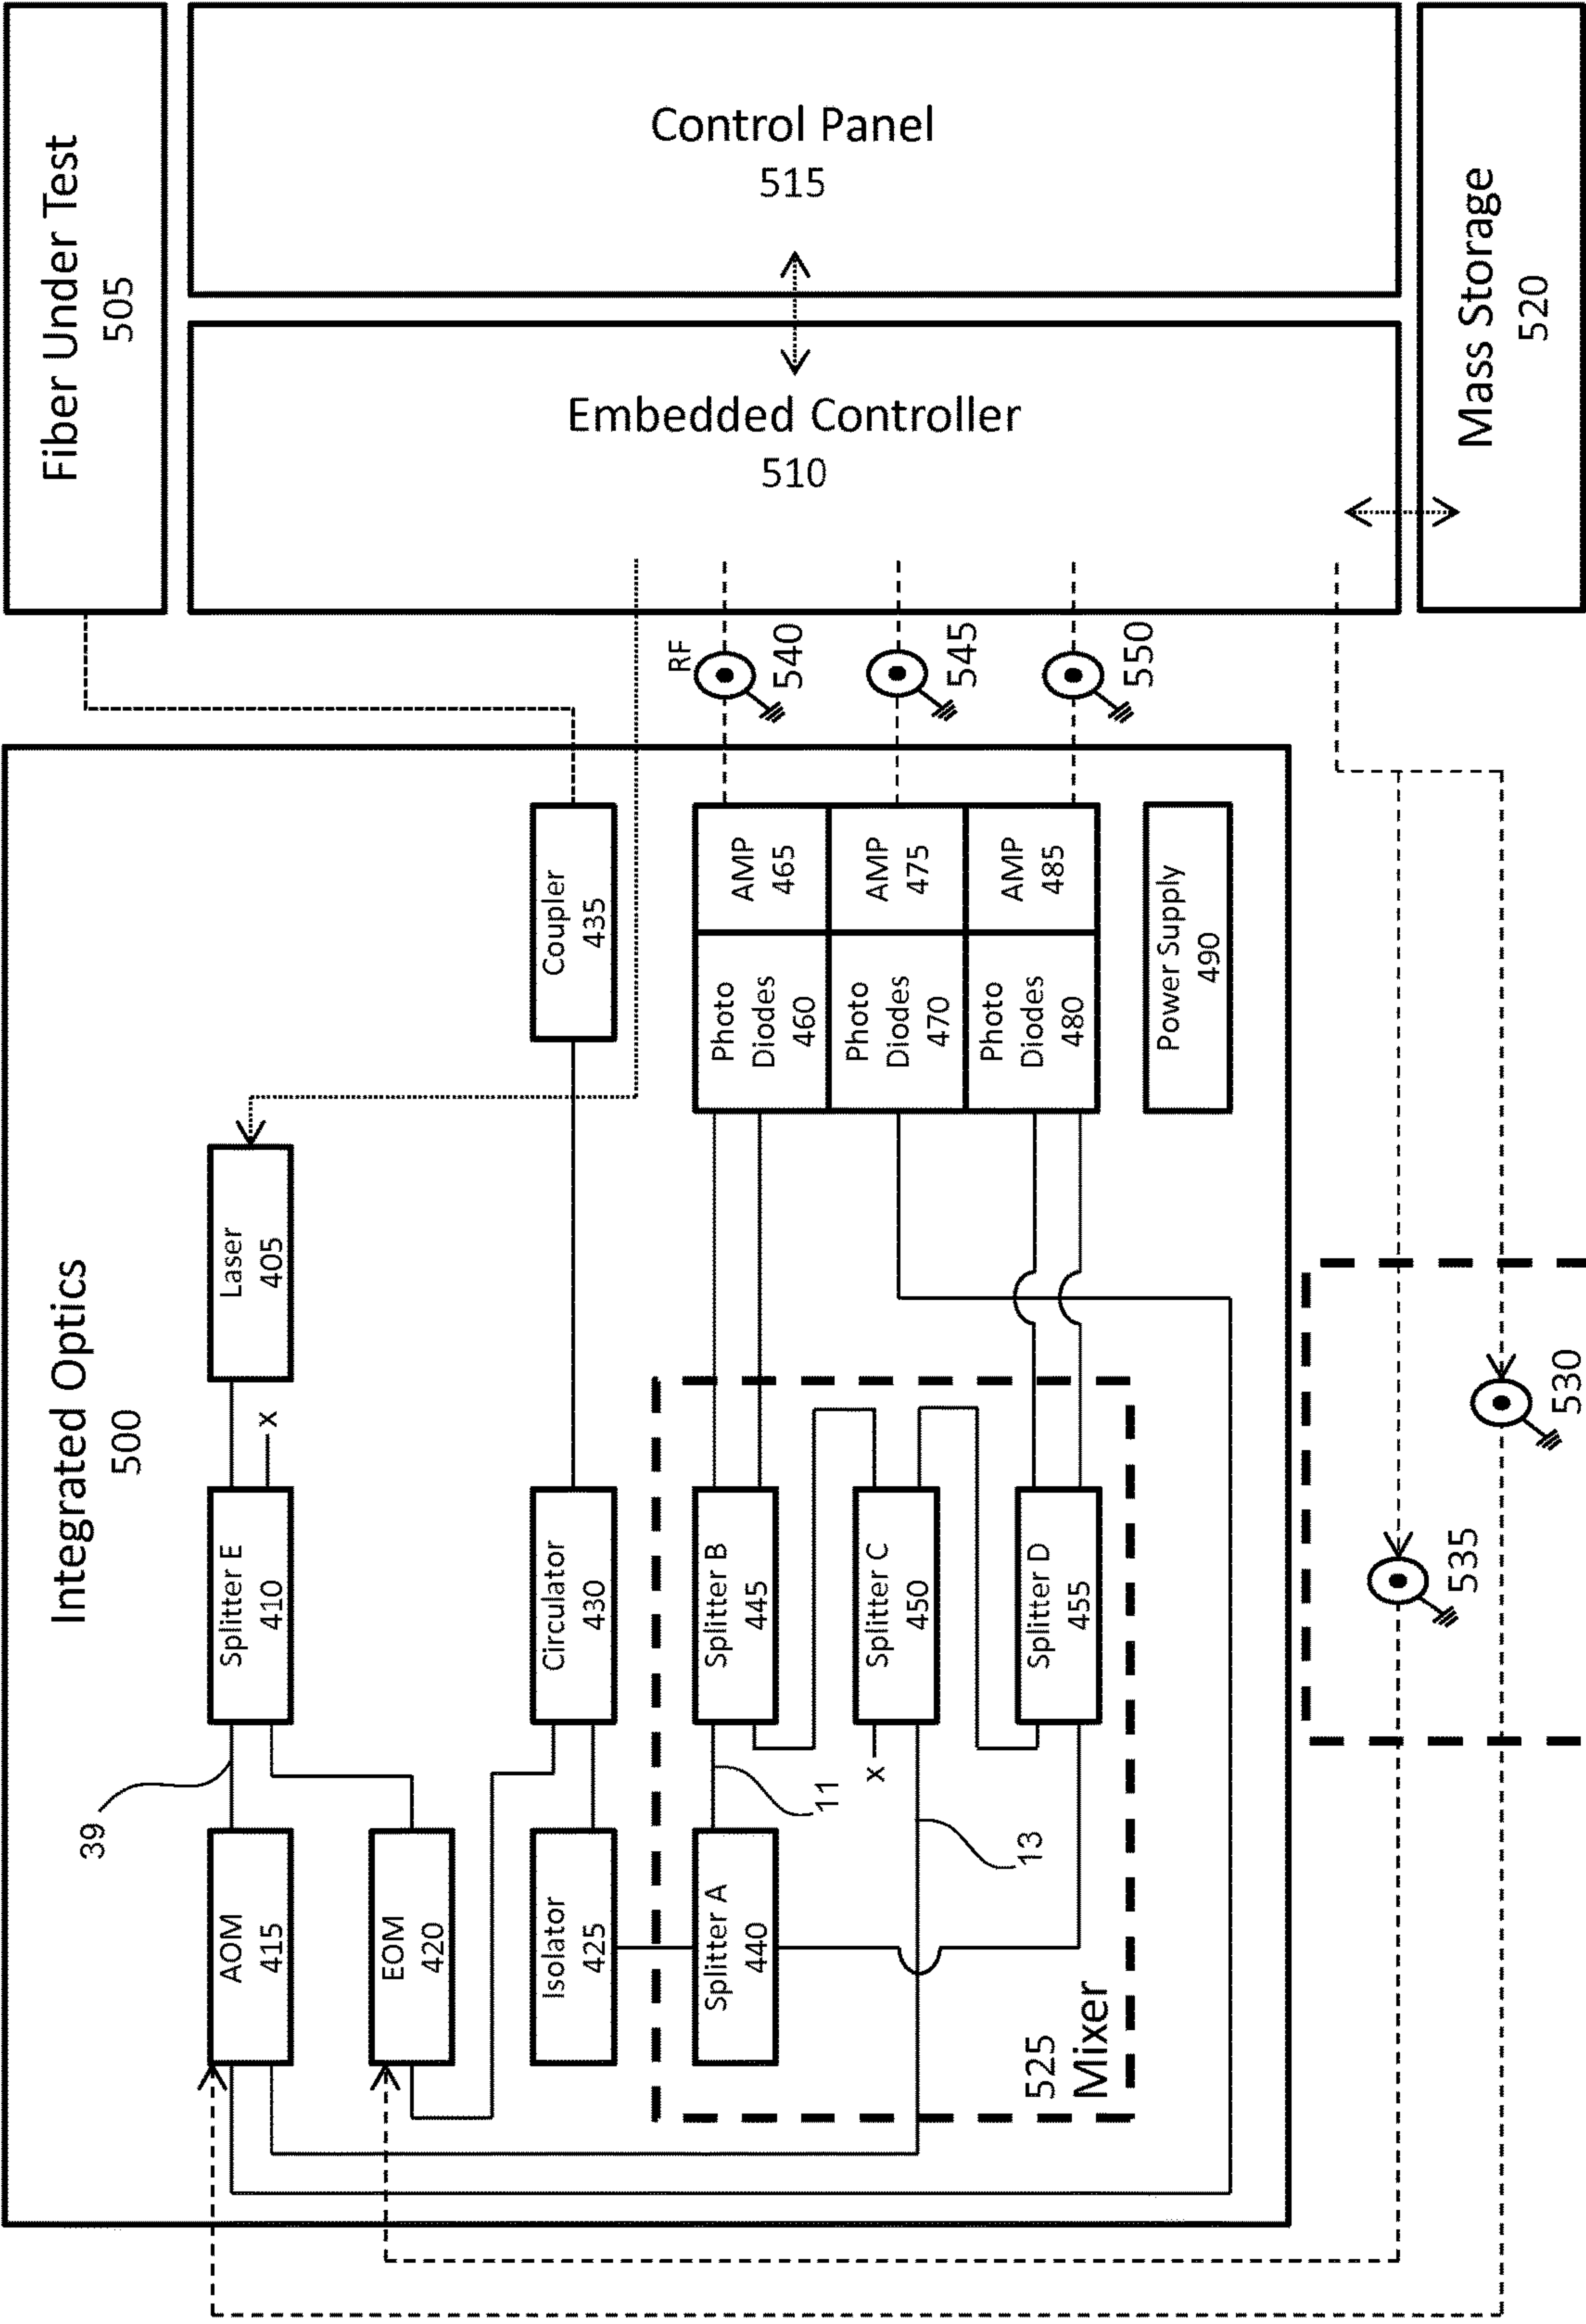 Fiber Under Test
505
Control Panel
515
Embedded Controller
510
Mass Storage
520
RF
540
545
550
Integrated Optics
500
Coupler
435
AMP
465
AMP
475
AMP
485
Photo
Diodes
460
Photo
Diodes
470
Photo
Diodes
480
Power Supply
490
Laser
405
x
Splitter E
410
Circulator
430
Splitter B
445
Splitter C
450
Splitter D
455
x
39
11
13
AOM
415
EOM
420
Isolator
425
Splitter A
440
525
Mixer
535
530